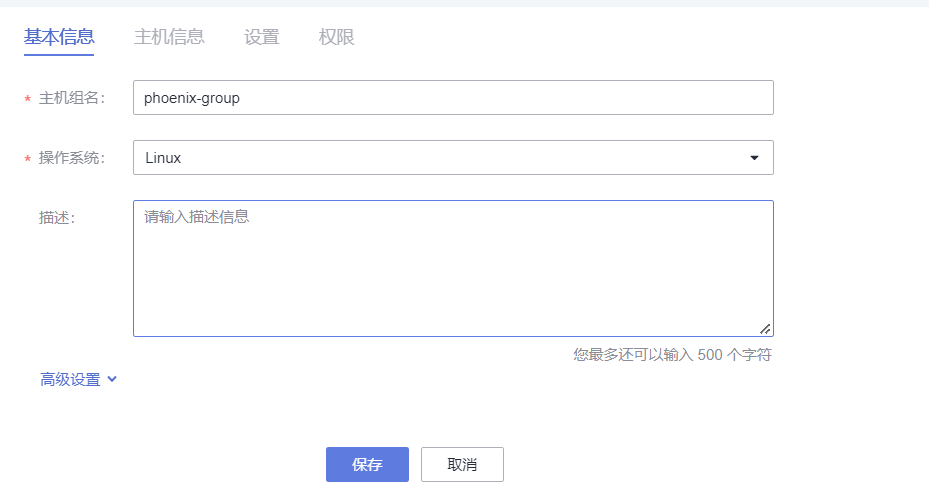 基本信息 主机信息 设置 权限
* 主机组名: phoenix-group
* 操作系统: Linux
描述: 请输入描述信息
您最多还可以输入 500 个字符
高级设置
保存 取消